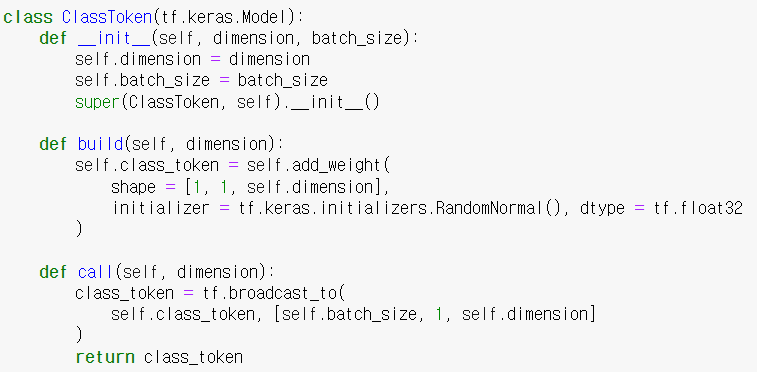 class ClassToken(tf.keras.Model):
    def __init__(self, dimension, batch_size):
        self.dimension = dimension
        self.batch_size = batch_size
        super(ClassToken, self).__init__()

    def build(self, dimension):
        self.class_token = self.add_weight(
            shape = [1, 1, self.dimension],
            initializer = tf.keras.initializers.RandomNormal(), dtype = tf.float32
        )

    def call(self, dimension):
        class_token = tf.broadcast_to(
            self.class_token, [self.batch_size, 1, self.dimension]
        )
        return class_token